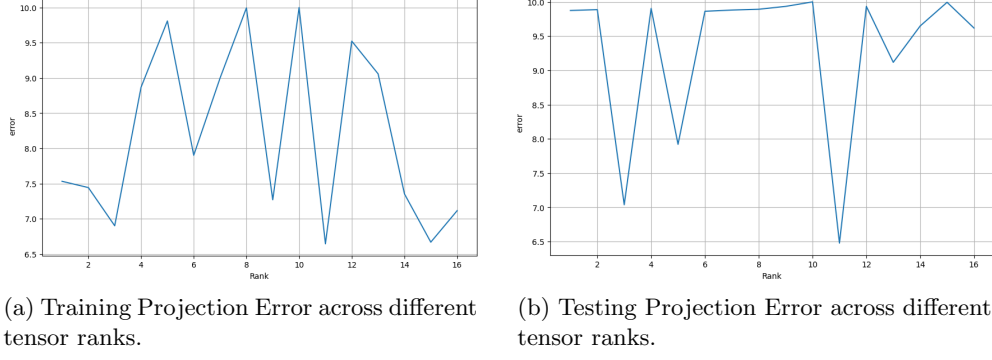 10.0
9.5
9.0
8.5
8.0
7.5
7.0
6.5
error
2 4 6 8 10 12 14 16
Rank
(a) Training Projection Error across different
tensor ranks.
10.0
9.5
9.0
8.5
8.0
7.5
7.0
6.5
error
2 4 6 8 10 12 14 16
Rank
(b) Testing Projection Error across different
tensor ranks.